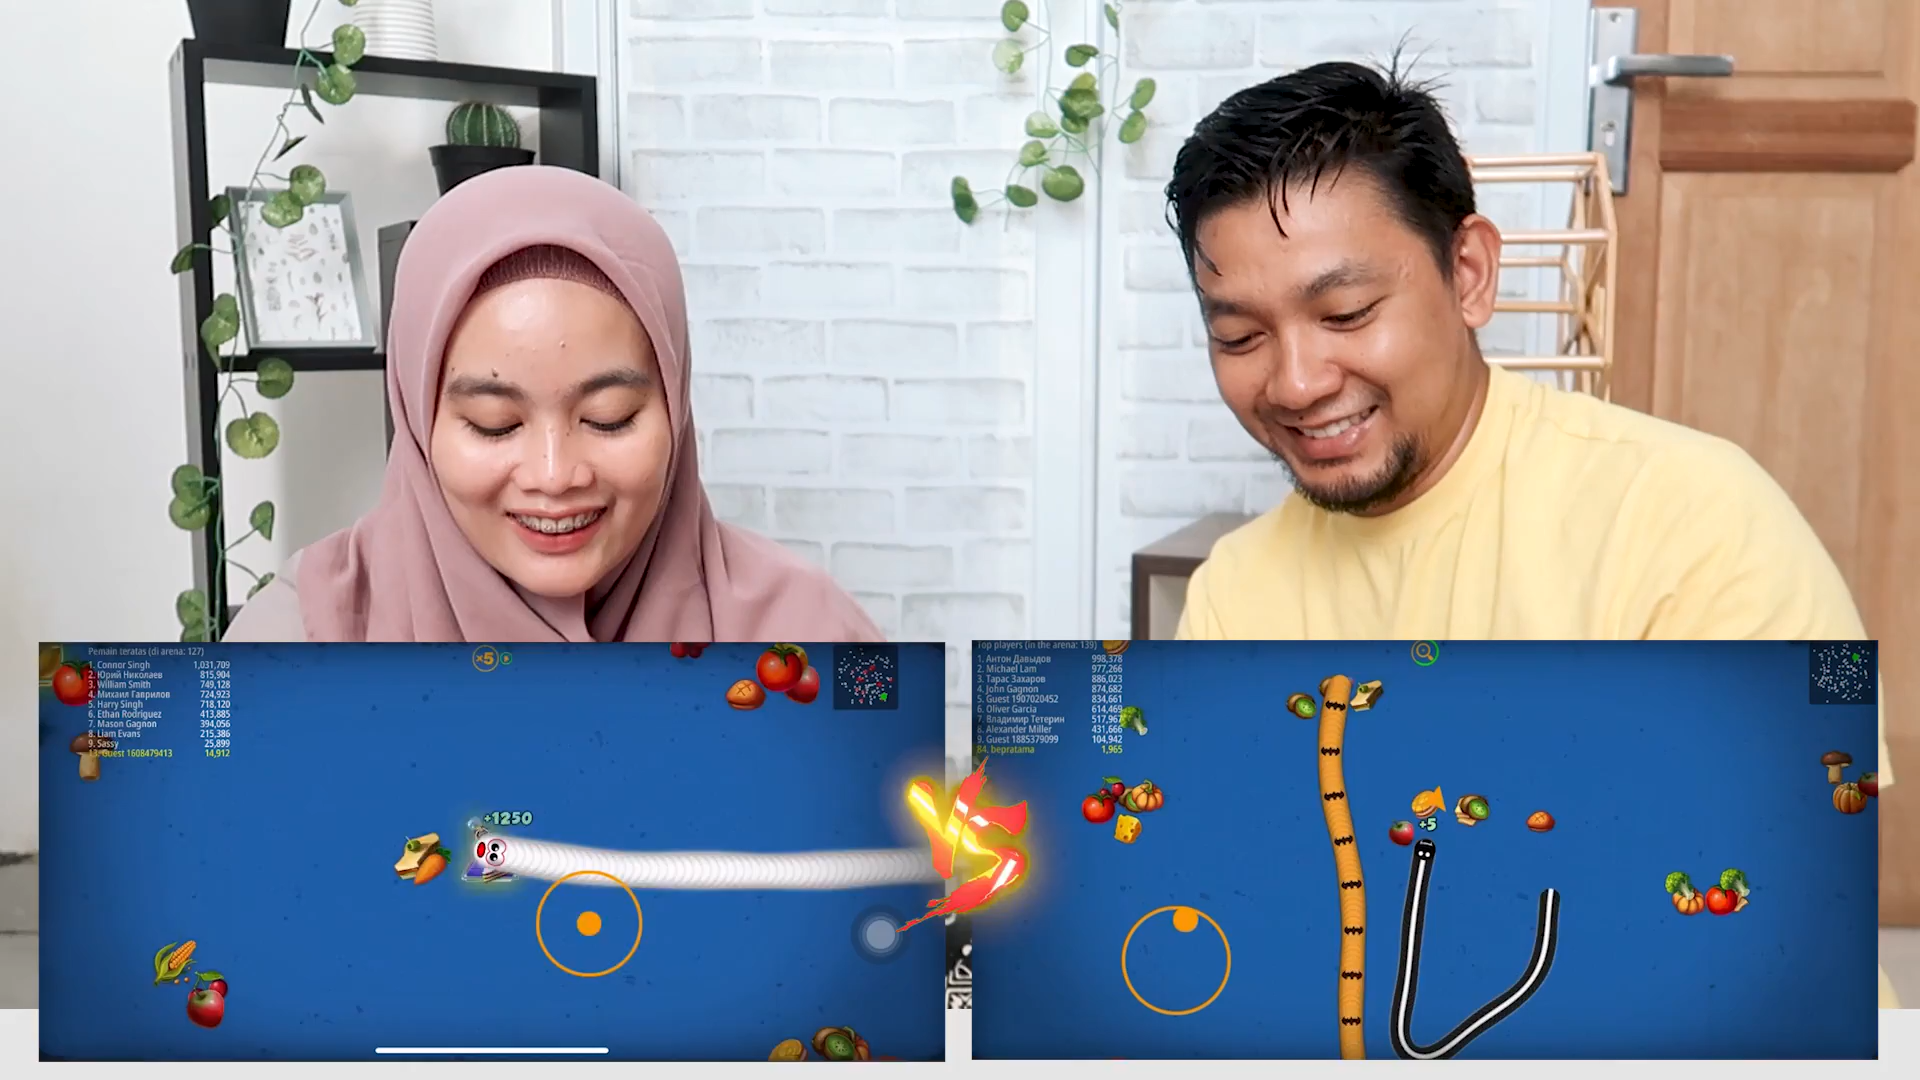 Pemain teratas (di arena: 127)
1. Connor Singh 1,031,709
2. Юрий Николаев 815,904
3. William Smith 749,128
4. Михаил Гаврилов 724,923
5. Harry Singh 718,120
6. Ethan Rodriguez 413,885
7. Mason Gagnon 394,056
8. Liam Evans 215,386
9. Sassy 25,899
13. Guest 1608479413 14,912
×5
+1250
VS
Top players (in the arena: 139)
1. Антон Давыдов 998,378
2. Michael Lam 977,266
3. Тарас Захаров 886,023
4. John Gagnon 874,682
5. Guest 1907020452 834,661
6. Oliver Garcia 614,469
7. Владимир Тетерин 517,967
8. Alexander Miller 431,666
9. Guest 1885379099 104,942
84. bepratama 1,965
+5